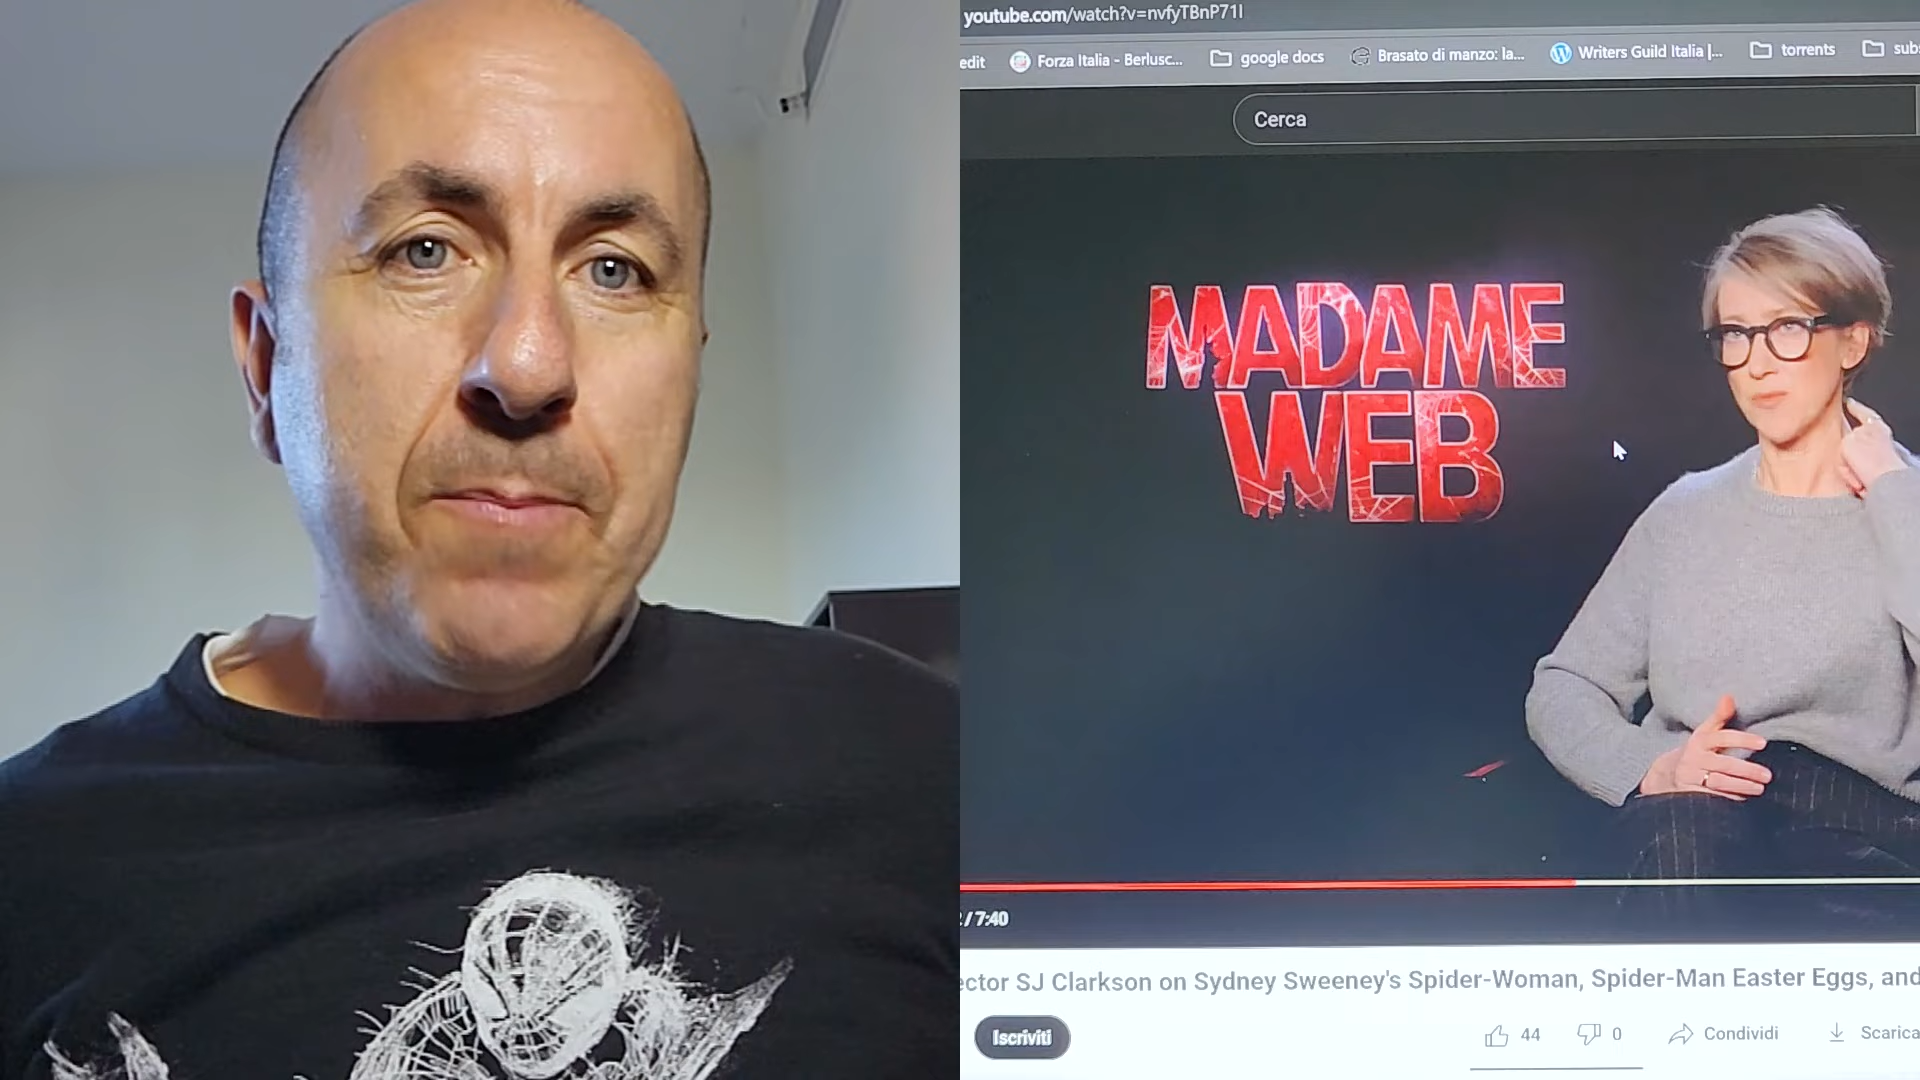 youtube.com/watch?v=nvfyTBnP71I
edit Forza Italia - Berlusc... google docs Brasato di manzo: la... Writers Guild Italia |... torrents subs
Cerca
MADAME
WEB
/ 7:40
ector SJ Clarkson on Sydney Sweeney's Spider-Woman, Spider-Man Easter Eggs, and
Iscriviti 44 0 Condividi Scarica